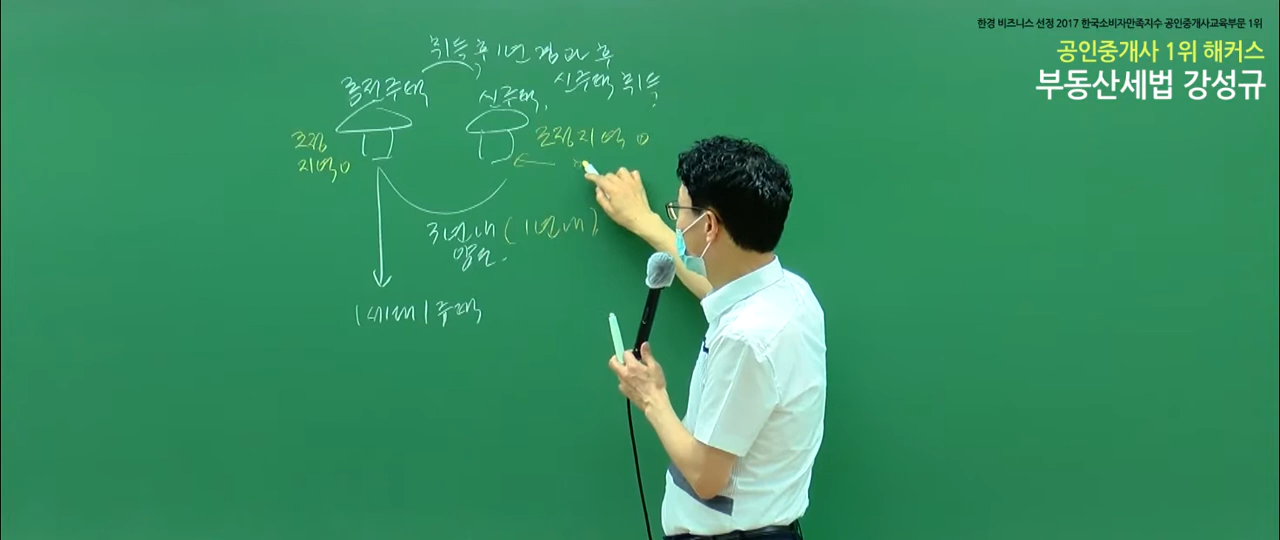 한경 비즈니스 선정 2017 한국소비자만족지수 공인중개사교육부문 1위
공인중개사 1위 해커스
부동산세법 강성규
취득 후 1년 경과 후
신주택 취득
종전주택
신주택
조정
지역
조정지역
3년내 (1년내)
양도
1세대 1주택